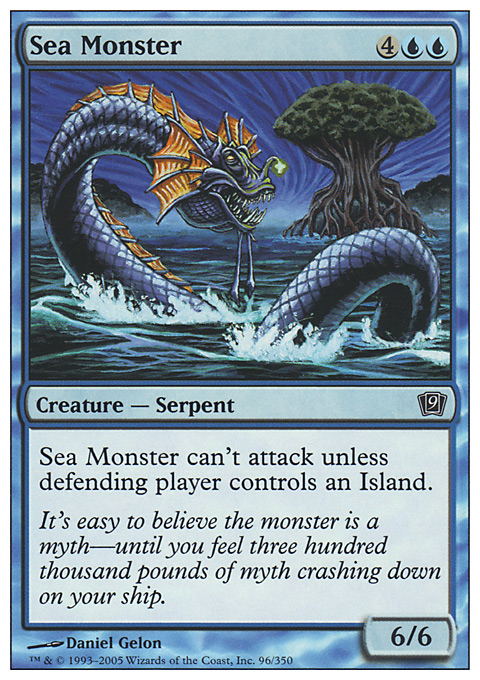 Sea Monster 4
Creature — Serpent 9
Sea Monster can't attack unless
defending player controls an Island.
It's easy to believe the monster is a
myth—until you feel three hundred
thousand pounds of myth crashing down
on your ship.
6/6
Daniel Gelon
™ & © 1993–2005 Wizards of the Coast, Inc. 96/350